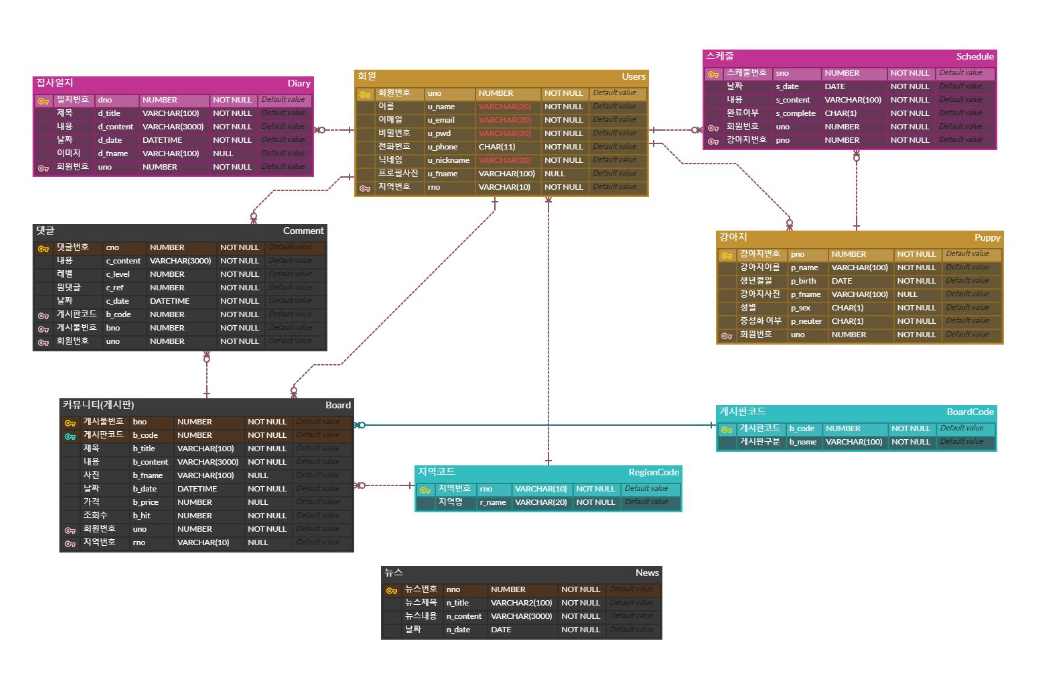 집사일지 Diary
일지번호 dno NUMBER NOT NULL Default value
제목 d_title VARCHAR(100) NOT NULL Default value
내용 d_content VARCHAR(3000) NOT NULL Default value
날짜 d_date DATETIME NOT NULL Default value
이미지 d_fname VARCHAR(100) NULL Default value
회원번호 uno NUMBER NOT NULL Default value
회원 Users
회원번호 uno NUMBER NOT NULL Default value
이름 u_name VARCHAR(20) NOT NULL Default value
이메일 u_email VARCHAR(20) NOT NULL Default value
비밀번호 u_pwd VARCHAR(20) NOT NULL Default value
전화번호 u_phone CHAR(11) NOT NULL Default value
닉네임 u_nickname VARCHAR(20) NOT NULL Default value
프로필사진 u_fname VARCHAR(100) NULL Default value
지역번호 rno VARCHAR(10) NOT NULL Default value
스케줄 Schedule
스케줄번호 sno NUMBER NOT NULL Default value
날짜 s_date DATE NOT NULL Default value
내용 s_content VARCHAR(100) NOT NULL Default value
완료여부 s_complete CHAR(1) NOT NULL Default value
회원번호 uno NUMBER NOT NULL Default value
강아지번호 pno NUMBER NOT NULL Default value
댓글 Comment
댓글번호 cno NUMBER NOT NULL Default value
내용 c_content VARCHAR(3000) NOT NULL Default value
레벨 c_level NUMBER NOT NULL Default value
원댓글 c_ref NUMBER NOT NULL Default value
날짜 c_date DATETIME NOT NULL Default value
게시판코드 b_code NUMBER NOT NULL Default value
게시물번호 bno NUMBER NOT NULL Default value
회원번호 uno NUMBER NOT NULL Default value
강아지 Puppy
강아지번호 pno NUMBER NOT NULL Default value
강아지이름 p_name VARCHAR(100) NOT NULL Default value
생년월일 p_birth DATE NOT NULL Default value
강아지사진 p_fname VARCHAR(100) NULL Default value
성별 p_sex CHAR(1) NOT NULL Default value
중성화 여부 p_neuter CHAR(1) NOT NULL Default value
회원번호 uno NUMBER NOT NULL Default value
커뮤니티(게시판) Board
게시물번호 bno NUMBER NOT NULL Default value
게시판코드 b_code NUMBER NOT NULL Default value
제목 b_title VARCHAR(100) NOT NULL Default value
내용 b_content VARCHAR(3000) NOT NULL Default value
사진 b_fname VARCHAR(100) NULL Default value
날짜 b_date DATETIME NOT NULL Default value
가격 b_price NUMBER NULL Default value
조회수 b_hit NUMBER NOT NULL Default value
회원번호 uno NUMBER NOT NULL Default value
지역번호 rno VARCHAR(10) NULL Default value
게시판코드 BoardCode
게시판코드 b_code NUMBER NOT NULL Default value
게시판구분 b_name VARCHAR(100) NOT NULL Default value
지역코드 RegionCode
지역번호 rno VARCHAR(10) NOT NULL Default value
지역명 r_name VARCHAR(20) NOT NULL Default value
뉴스 News
뉴스번호 nno NUMBER NOT NULL Default value
뉴스제목 n_title VARCHAR2(100) NOT NULL Default value
뉴스내용 n_content VARCHAR(3000) NOT NULL Default value
날짜 n_date DATE NOT NULL Default value